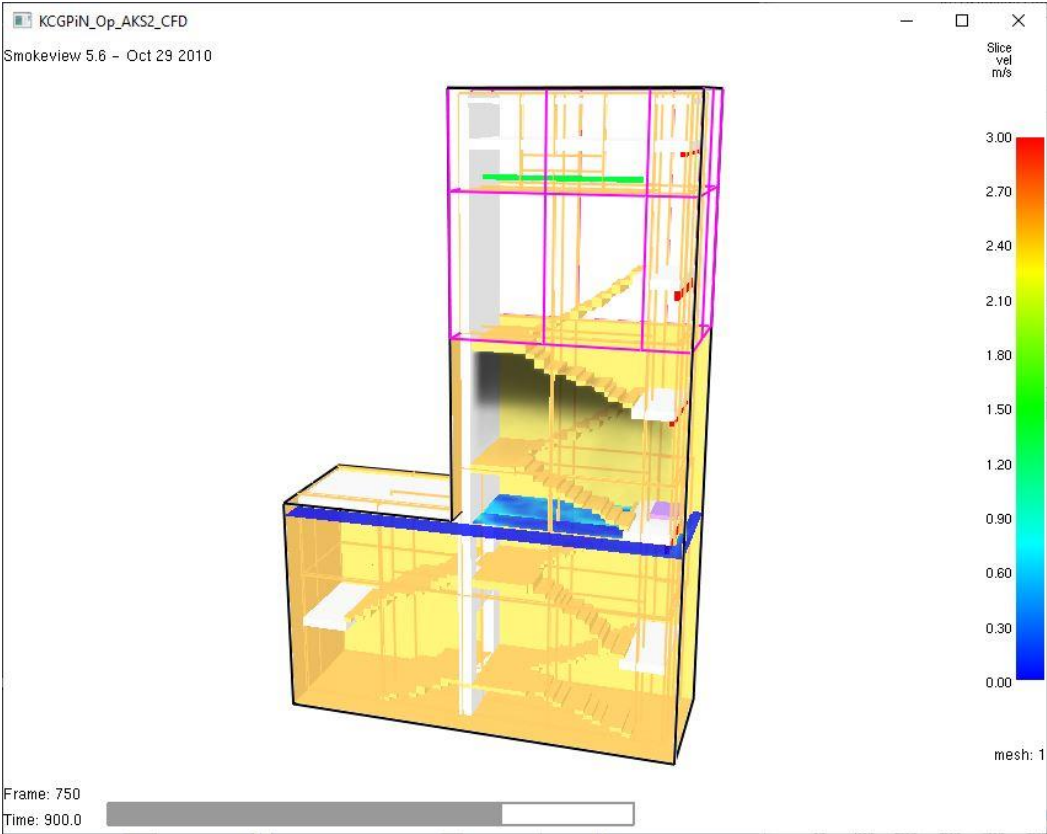 KCGPiN_Op_AKS2_CFD
Smokeview 5.6 - Oct 29 2010
Slice
vel
m/s
3.00
2.70
2.40
2.10
1.80
1.50
1.20
0.90
0.60
0.30
0.00
mesh: 1
Frame: 750
Time: 900.0